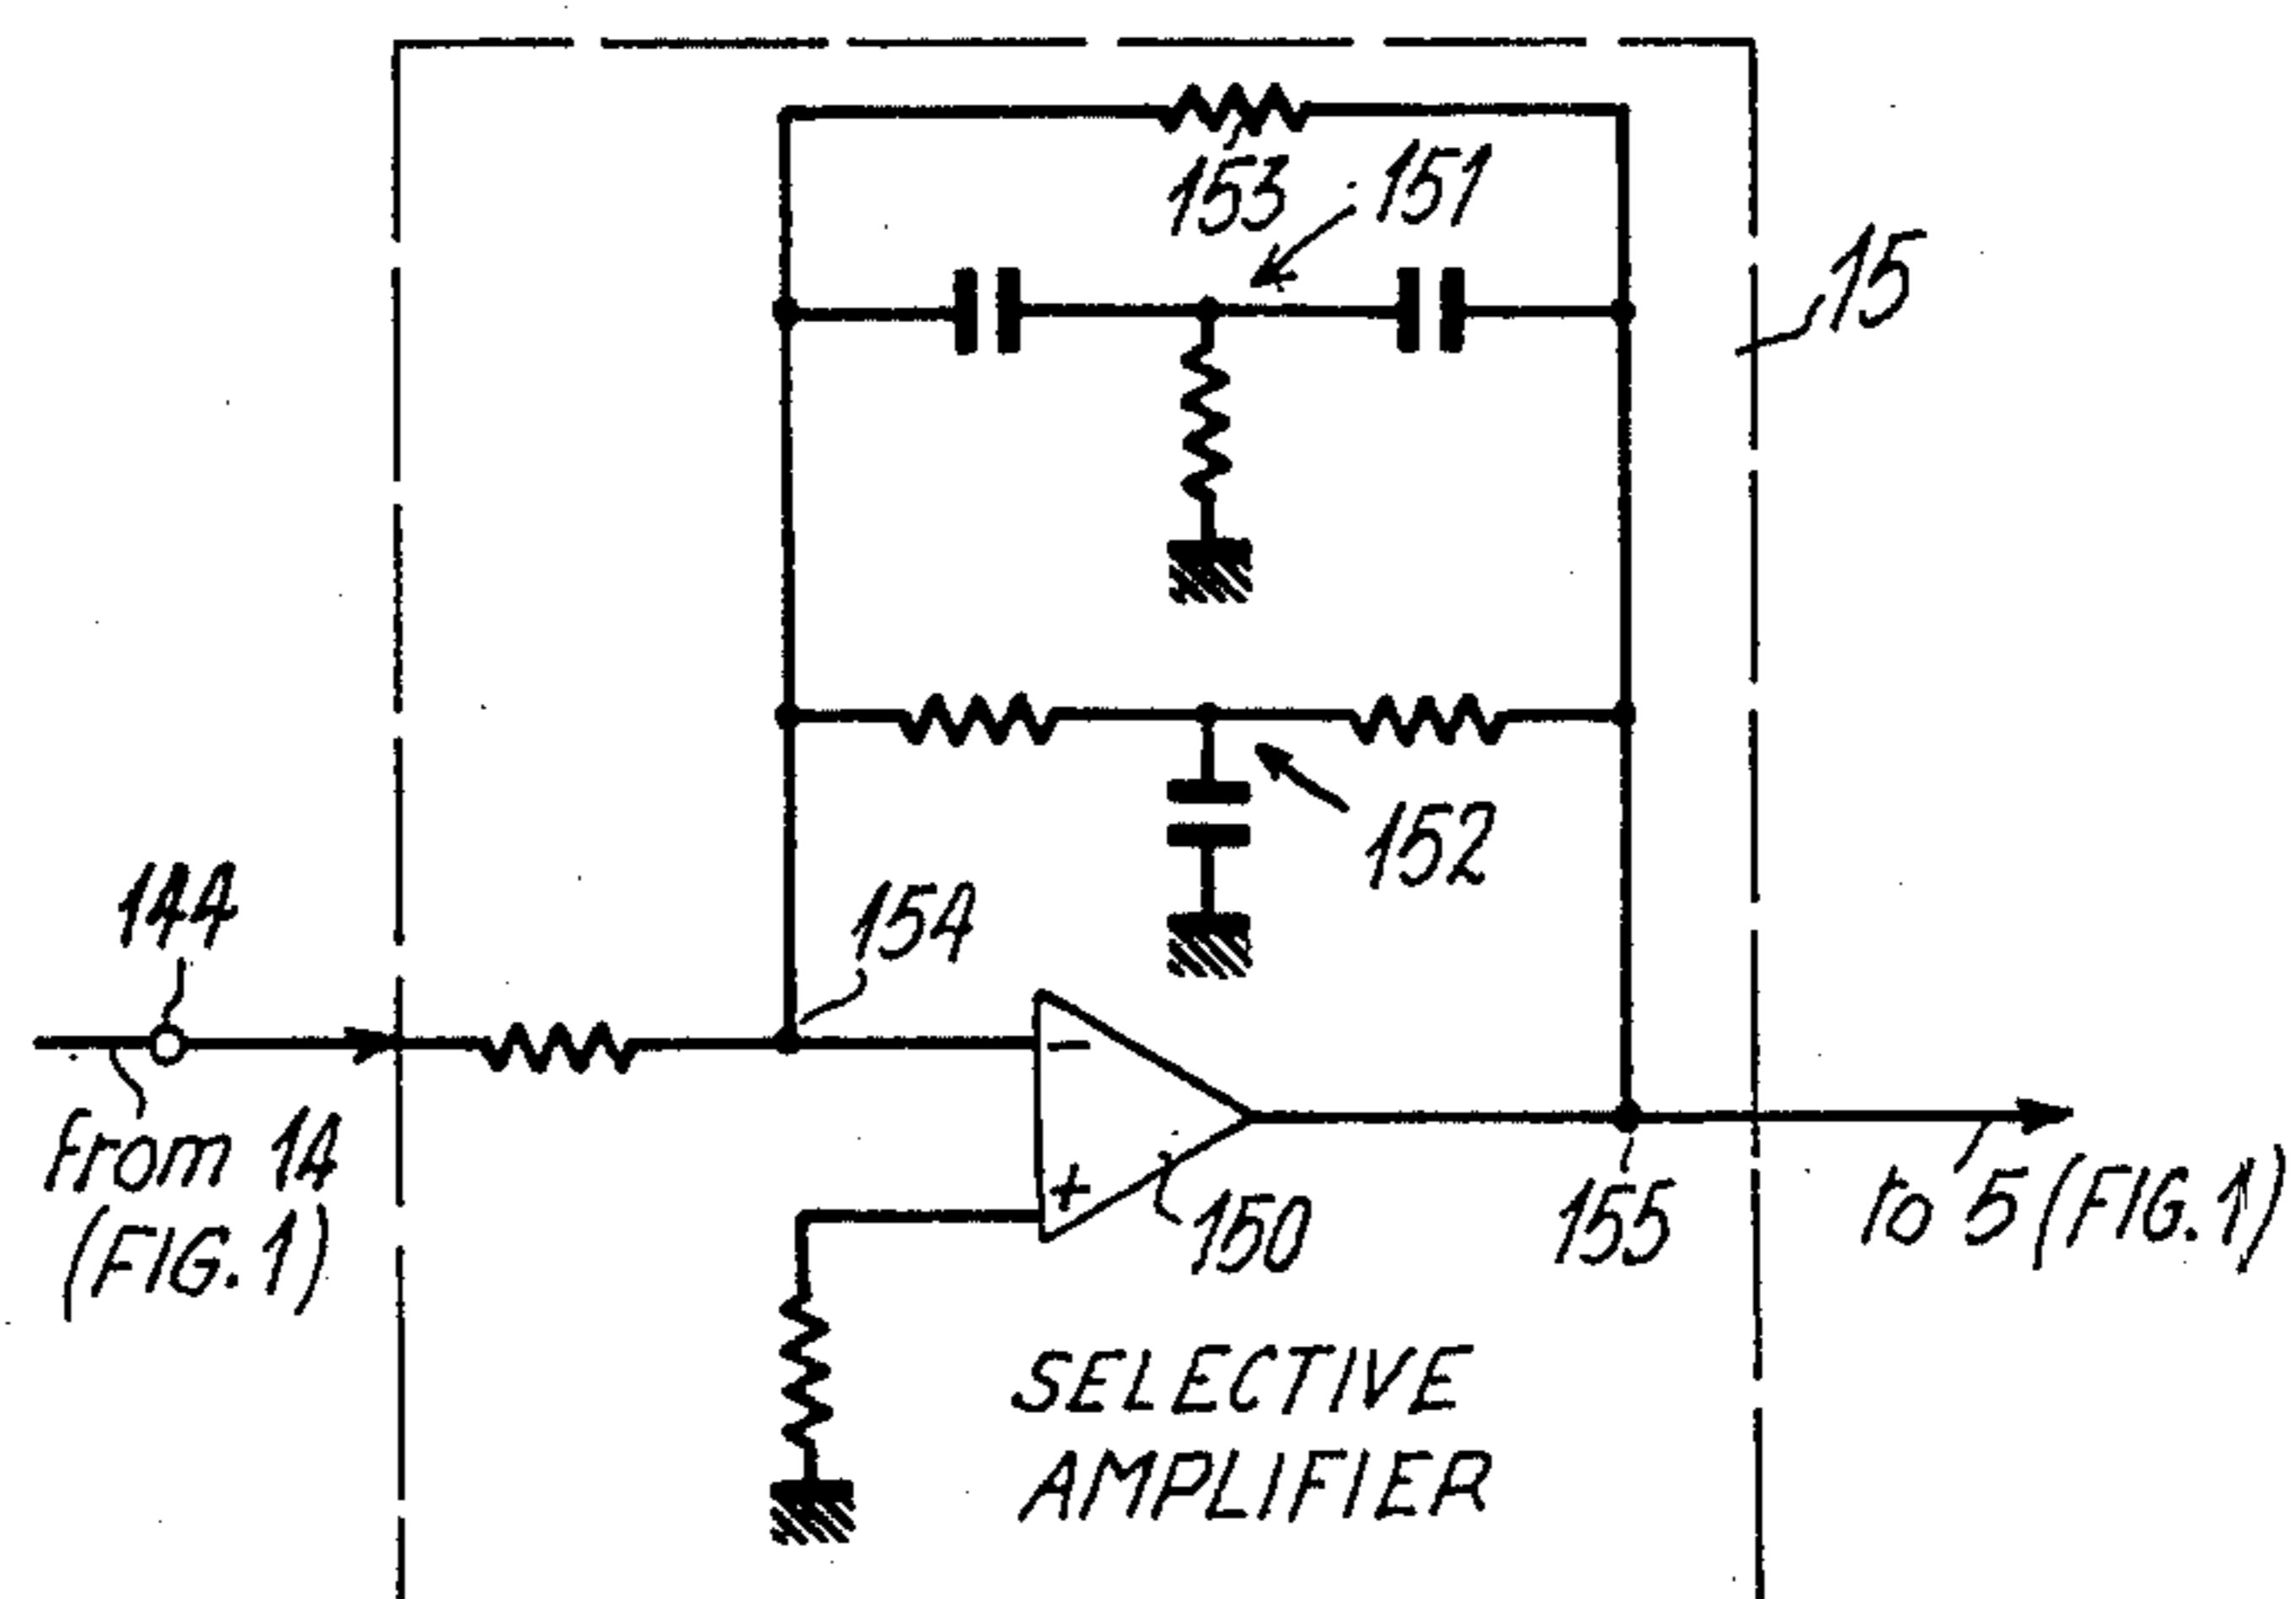 153
151
15
152
144
154
from 14
(FIG. 1)
-
+
150
155
to 5 (FIG. 1)
SELECTIVE
AMPLIFIER